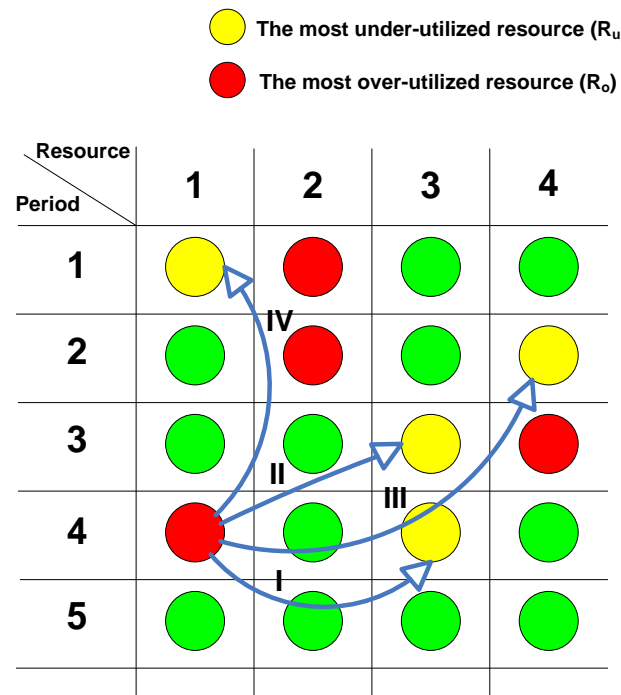 The most under-utilized resource (Ru
The most over-utilized resource (Ro)
Resource
Period
1 2 3 4
1
IV
2
3
II
III
4
I
5